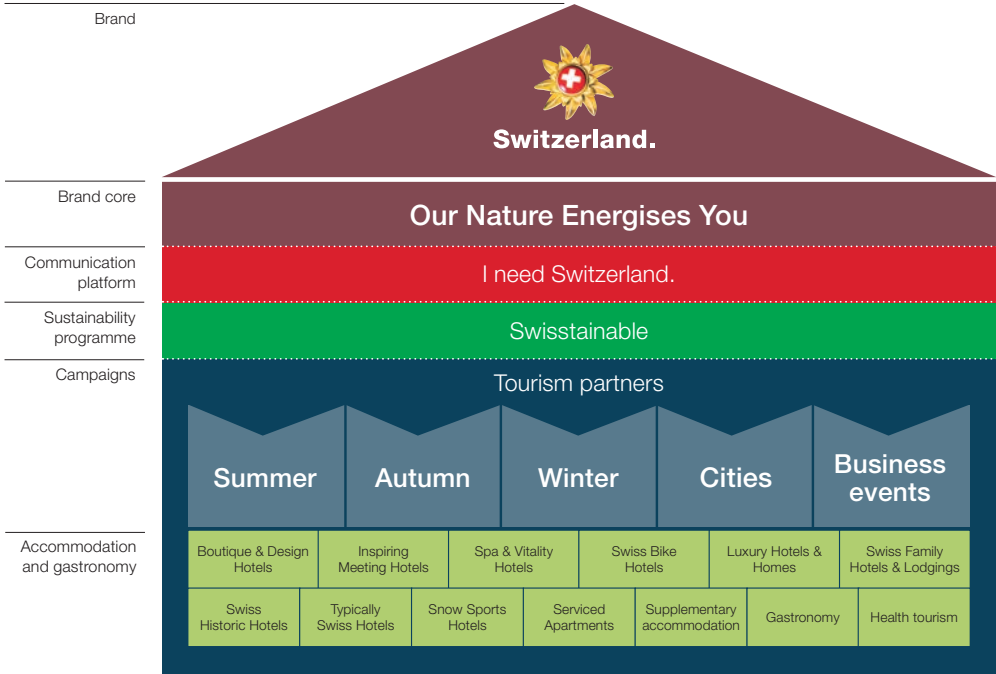 Brand
Switzerland.
Brand core
Our Nature Energises You
Communication
platform
I need Switzerland.
Sustainability
programme
Swisstainable
Campaigns
Tourism partners
Summer
Autumn
Winter
Cities
Business
events
Accommodation
and gastronomy
Boutique & Design
Hotels
Inspiring
Meeting Hotels
Spa & Vitality
Hotels
Swiss Bike
Hotels
Luxury Hotels &
Homes
Swiss Family
Hotels & Lodgings
Swiss
Historic Hotels
Typically
Swiss Hotels
Snow Sports
Hotels
Serviced
Apartments
Supplementary
accommodation
Gastronomy
Health tourism